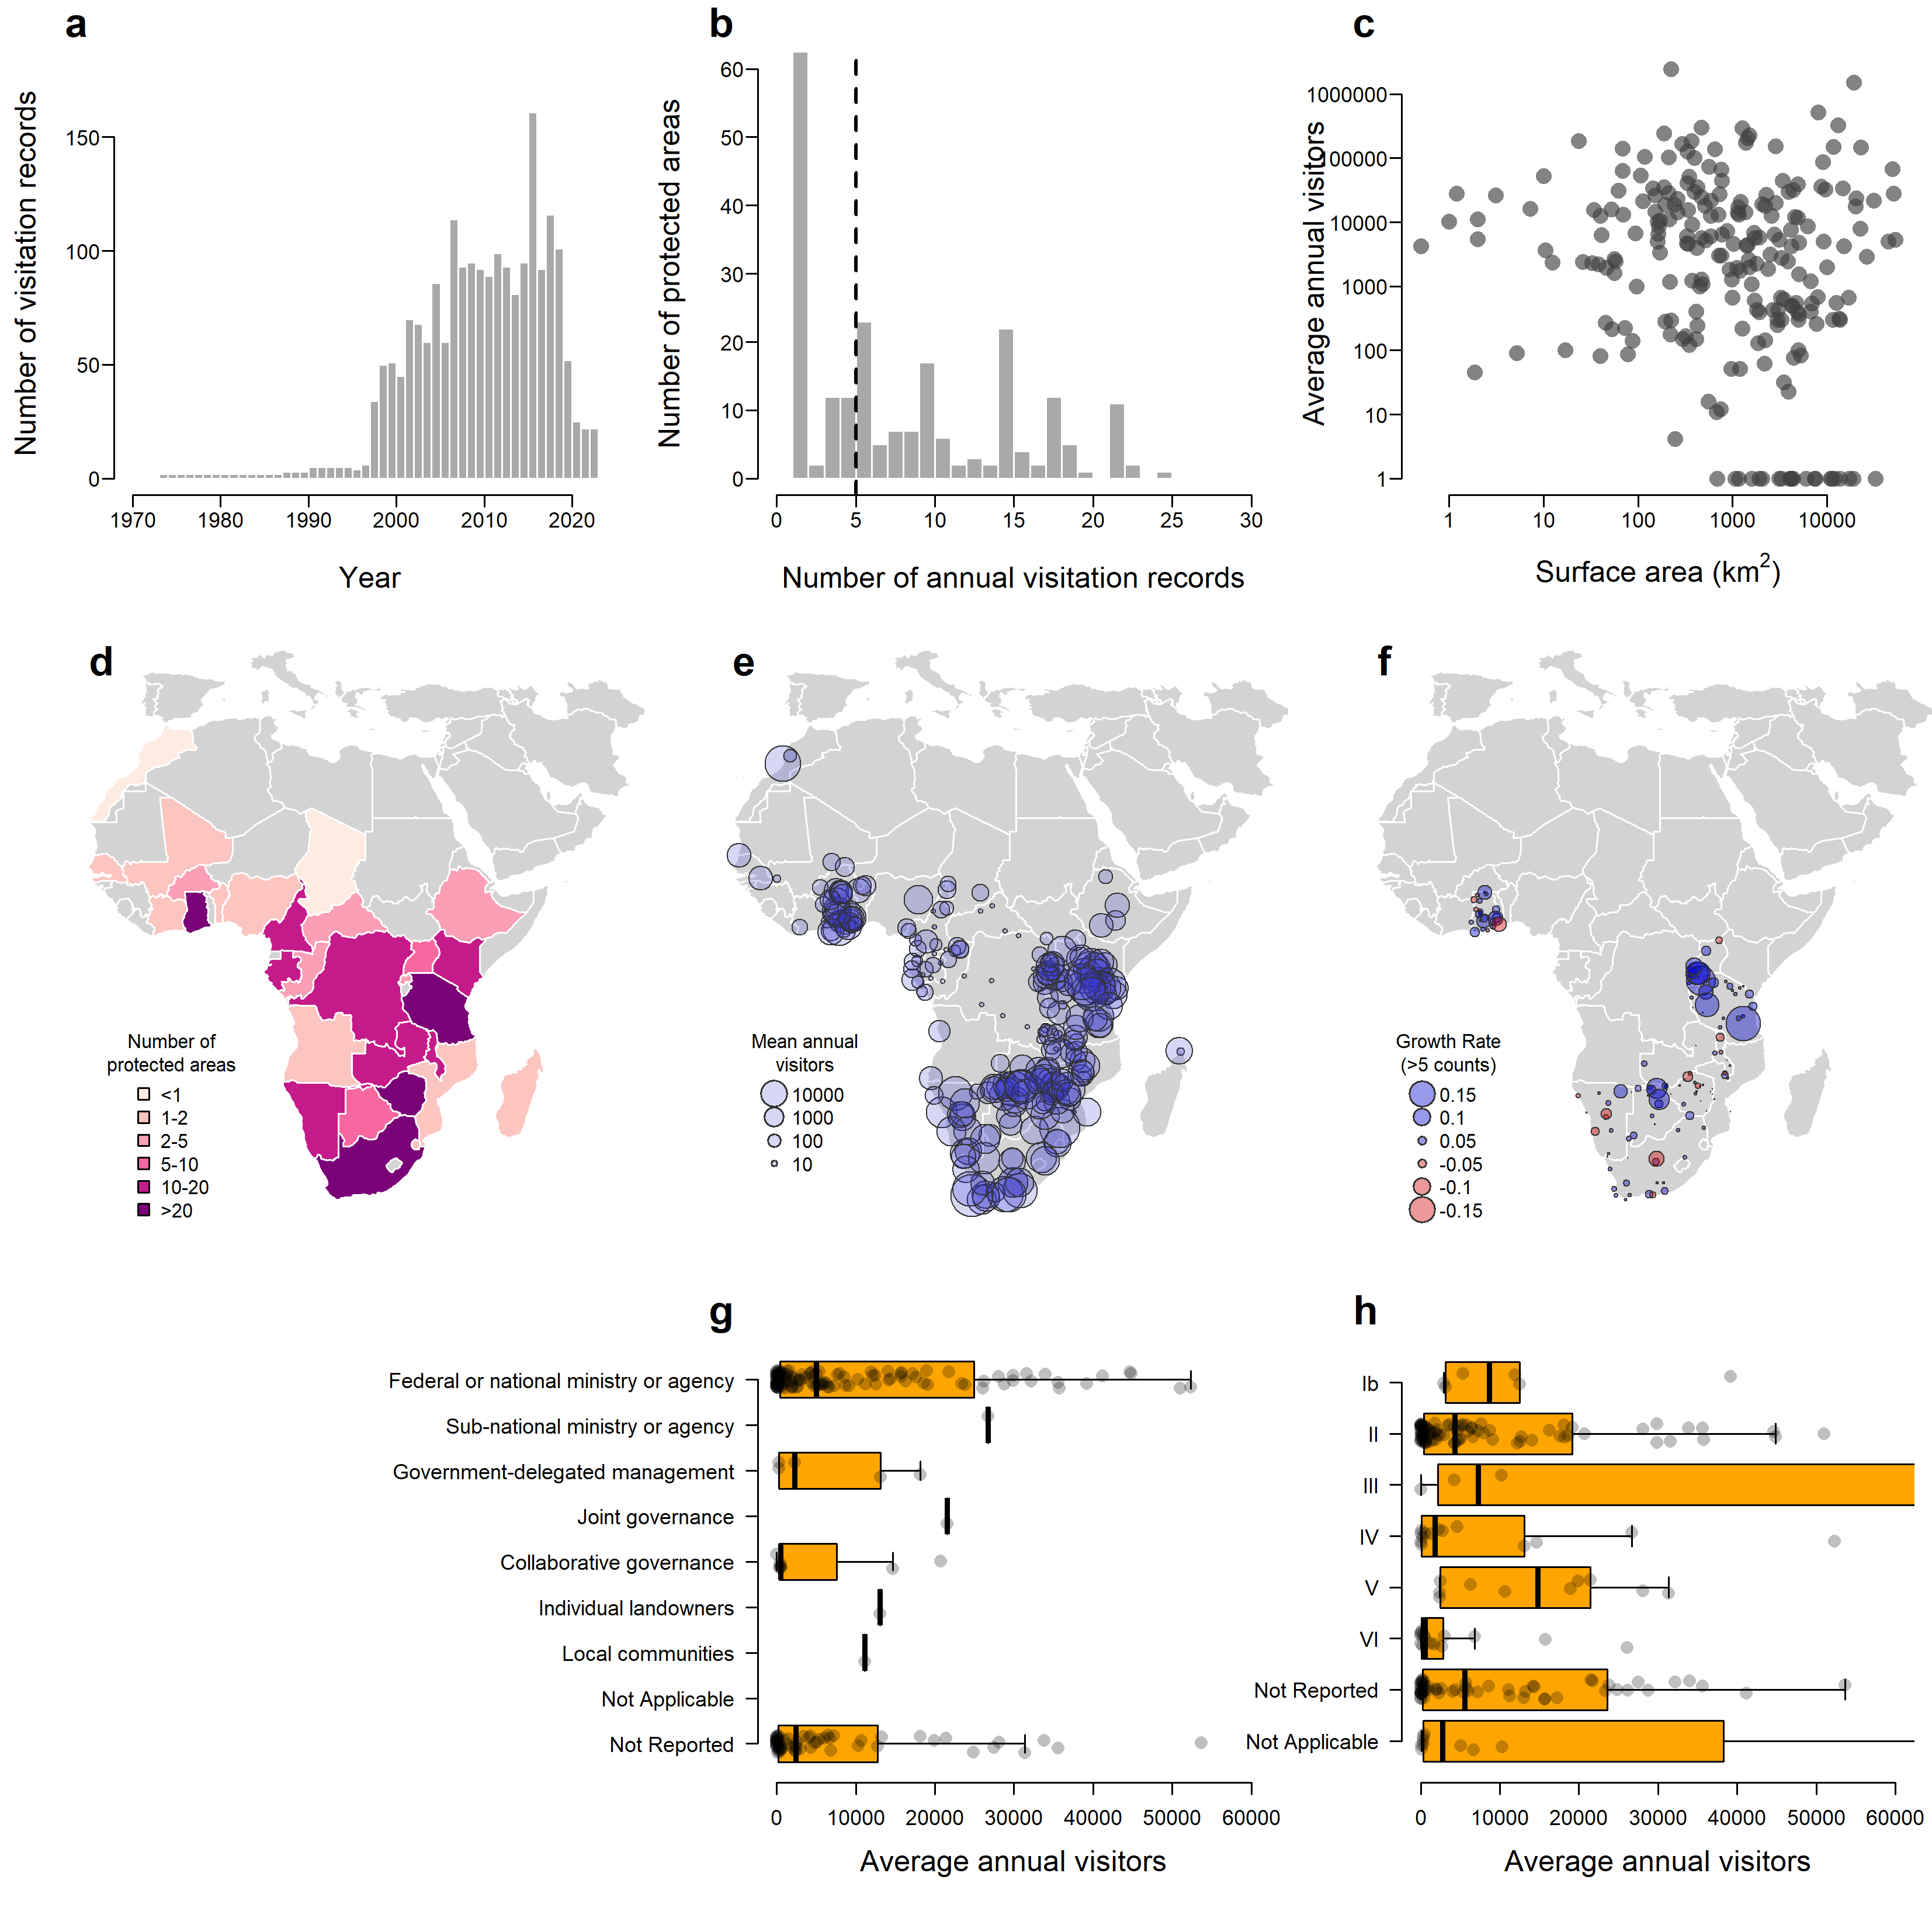 a
Number of visitation records
150
100
50
0
1970 1980 1990 2000 2010 2020
Year
b
Number of protected areas
60
50
40
30
20
10
0
0 5 10 15 20 25 30
Number of annual visitation records
c
Average annual visitors
1000000
100000
10000
1000
100
10
1
1 10 100 1000 10000
Surface area (km²)
d
Number of
protected areas
<1
1-2
2-5
5-10
10-20
>20
e
Mean annual
visitors
10000
1000
100
10
f
Growth Rate
(>5 counts)
0.15
0.1
0.05
-0.05
-0.1
-0.15
g
Federal or national ministry or agency
Sub-national ministry or agency
Government-delegated management
Joint governance
Collaborative governance
Individual landowners
Local communities
Not Applicable
Not Reported
0 10000 20000 30000 40000 50000 60000
Average annual visitors
h
Ib
II
III
IV
V
VI
Not Reported
Not Applicable
0 10000 20000 30000 40000 50000 60000
Average annual visitors